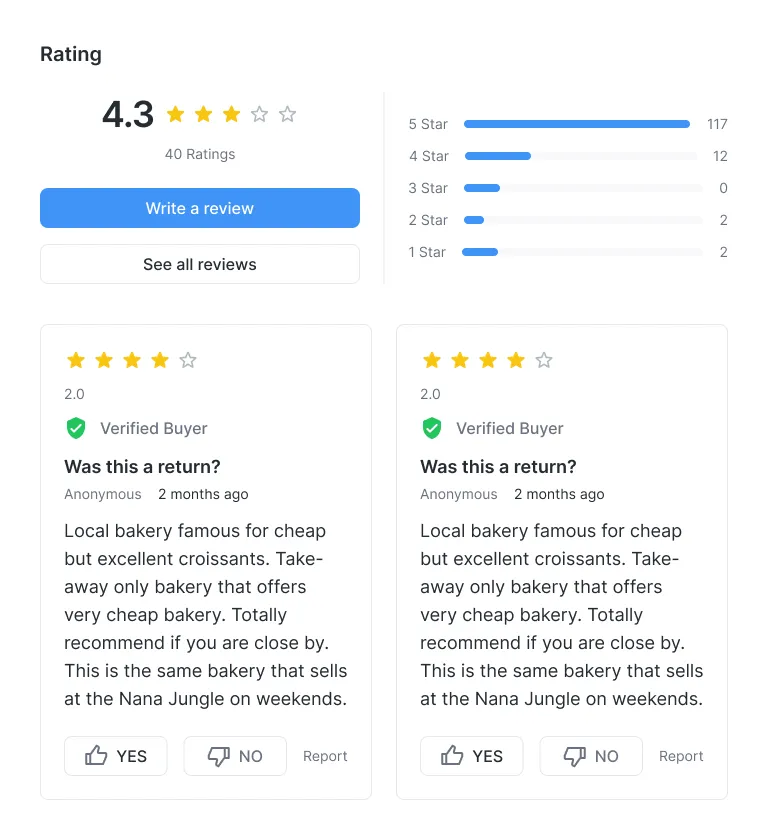 Rating
4.3
40 Ratings
Write a review
See all reviews
5 Star 117
4 Star 12
3 Star 0
2 Star 2
1 Star 2
2.0
Verified Buyer
Was this a return?
Anonymous 2 months ago
Local bakery famous for cheap
but excellent croissants. Take-
away only bakery that offers
very cheap bakery. Totally
recommend if you are close by.
This is the same bakery that sells
at the Nana Jungle on weekends.
YES NO Report
2.0
Verified Buyer
Was this a return?
Anonymous 2 months ago
Local bakery famous for cheap
but excellent croissants. Take-
away only bakery that offers
very cheap bakery. Totally
recommend if you are close by.
This is the same bakery that sells
at the Nana Jungle on weekends.
YES NO Report